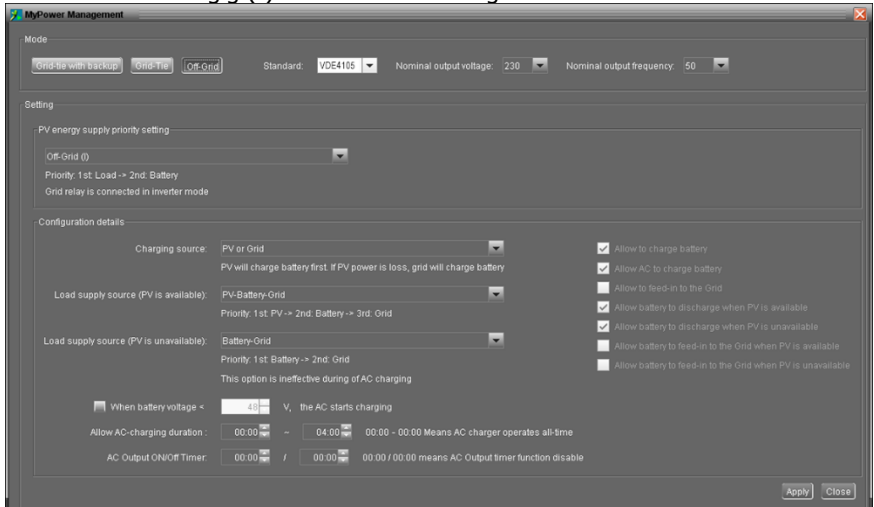 MyPower Management
Mode
Grid-tie with backup Grid-Tie Off-Grid Standard: VDE4105 Nominal output voltage: 230 Nominal output frequency: 50
Setting
PV energy supply priority setting
Off-Grid (I)
Priority: 1st: Load -> 2nd: Battery
Grid relay is connected in inverter mode
Configuration details
Charging source: PV or Grid
PV will charge battery first. If PV power is loss, grid will charge battery
Load supply source (PV is available): PV-Battery-Grid
Priority: 1st: PV -> 2nd: Battery -> 3rd: Grid
Load supply source (PV is unavailable): Battery-Grid
Priority: 1st: Battery -> 2nd: Grid
This option is ineffective during of AC charging
When battery voltage < 48 V, the AC starts charging
Allow AC-charging duration : 00:00 ~ 04:00 00:00 - 00:00 Means AC charger operates all-time
AC Output ON/Off Timer: 00:00 / 00:00 00:00 / 00:00 means AC Output timer function disable
Allow to charge battery
Allow AC to charge battery
Allow to feed-in to the Grid
Allow battery to discharge when PV is available
Allow battery to discharge when PV is unavailable
Allow battery to feed-in to the Grid when PV is available
Allow battery to feed-in to the Grid when PV is unavailable
Apply Close